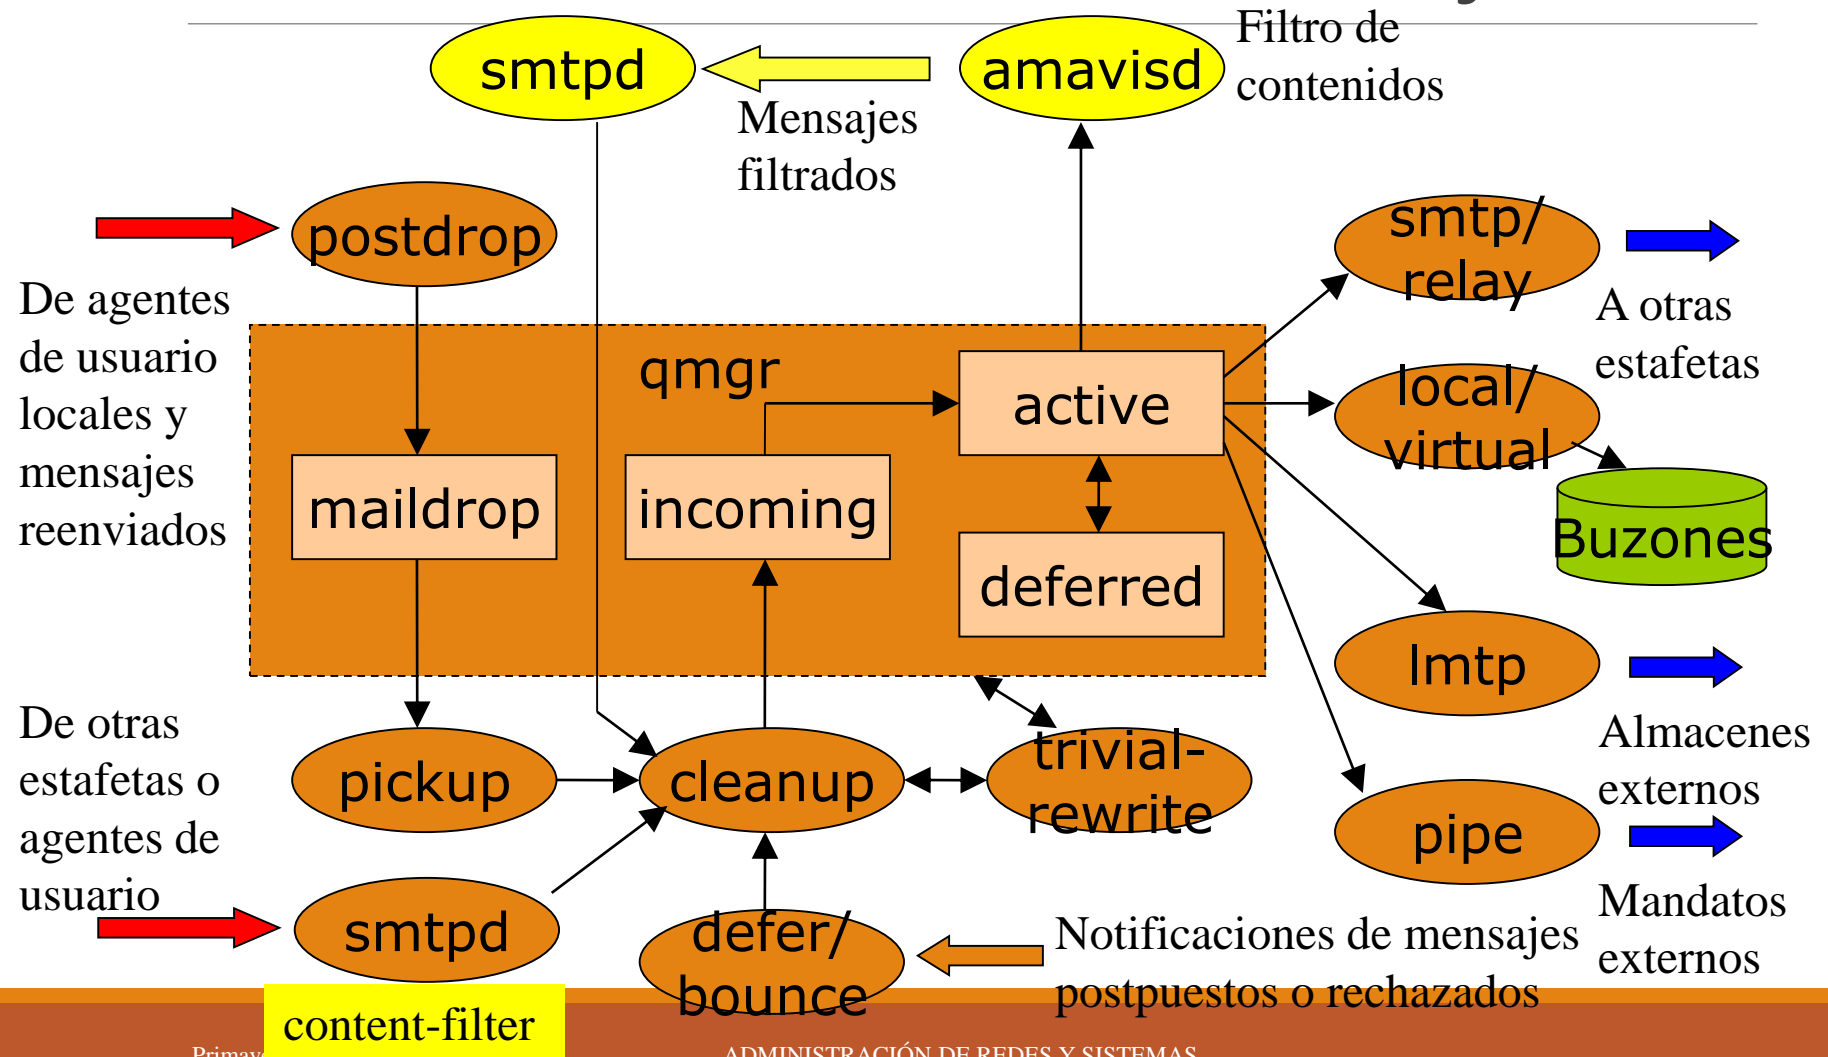 Filtro de
contenidos
smtpd
amavisd
Mensajes
filtrados
postdrop
smtp/
relay
De agentes
de usuario
locales y
mensajes
reenviados
A otras
estafetas
qmgr
active
local/
virtual
maildrop
incoming
deferred
Buzones
lmtp
Almacenes
externos
De otras
estafetas o
agentes de
usuario
pickup
cleanup
trivial-
rewrite
pipe
Mandatos
externos
smtpd
defer/
bounce
Notificaciones de mensajes
postpuestos o rechazados
content-filter
ADMINISTRACIÓN DE REDES Y SISTEMAS